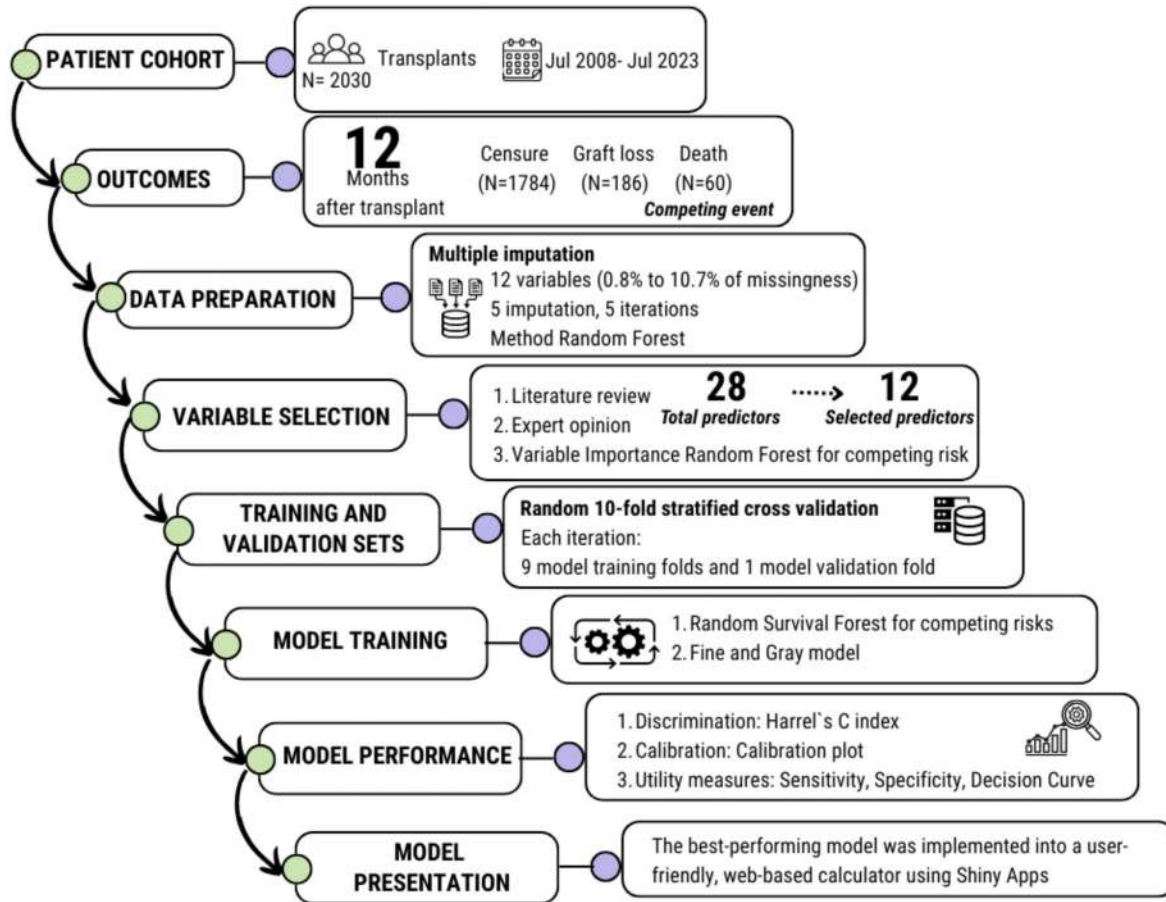 PATIENT COHORT
N= 2030
Transplants
Jul 2008- Jul 2023
OUTCOMES
12
Months
after transplant
Censure Graft loss Death
(N=1784) (N=186) (N=60)
Competing event
DATA PREPARATION
Multiple imputation
12 variables (0.8% to 10.7% of missingness)
5 imputation, 5 iterations
Method Random Forest
VARIABLE SELECTION
1. Literature review
2. Expert opinion
3. Variable Importance Random Forest for competing risk
28
Total predictors
12
Selected predictors
TRAINING AND
VALIDATION SETS
Random 10-fold stratified cross validation
Each iteration:
9 model training folds and 1 model validation fold
MODEL TRAINING
1. Random Survival Forest for competing risks
2. Fine and Gray model
MODEL PERFORMANCE
1. Discrimination: Harrel`s C index
2. Calibration: Calibration plot
3. Utility measures: Sensitivity, Specificity, Decision Curve
MODEL
PRESENTATION
The best-performing model was implemented into a user-
friendly, web-based calculator using Shiny Apps